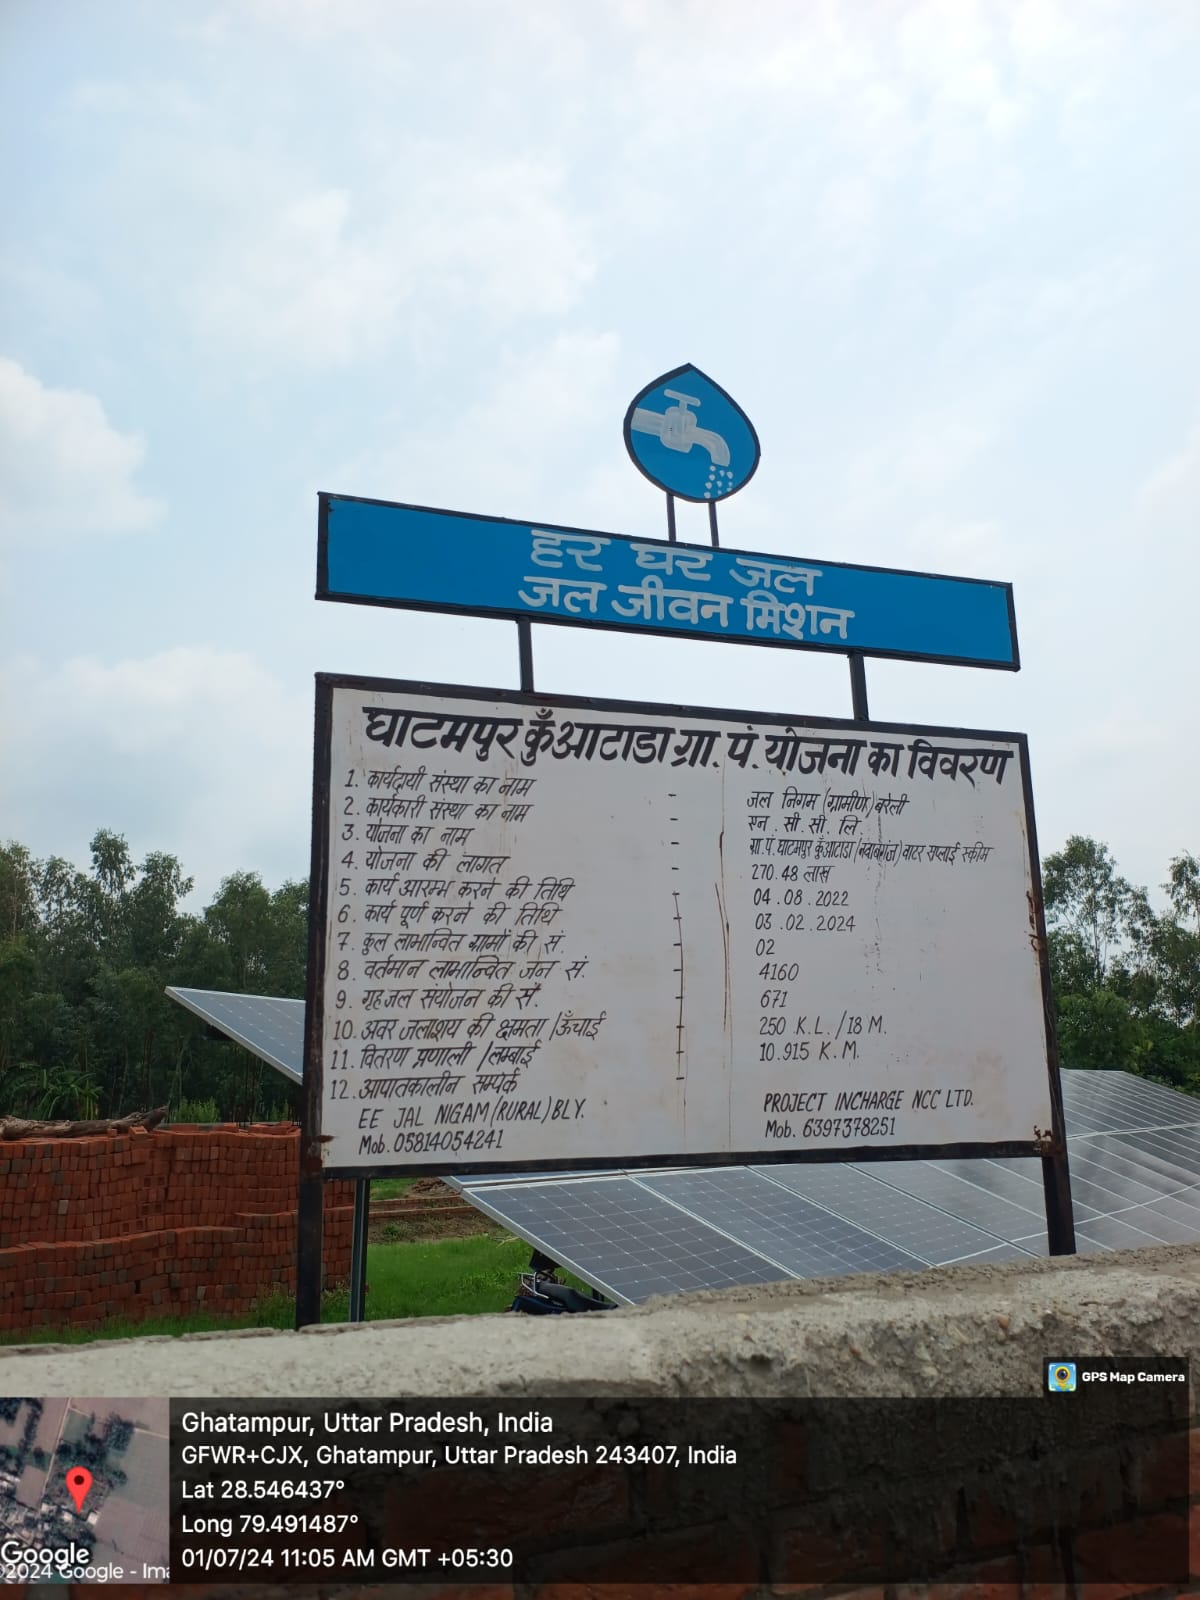 हर घर जल
जल जीवन मिशन
घाटमपुर कुँआटाडा ग्रा. पं. योजना का विवरण
1. कार्यदायी संस्था का नाम - जल निगम (ग्रामीण) बरेली
2. कार्यकारी संस्था का नाम - एन. सी. सी. लि.
3. योजना का नाम - ग्रा. पं. घाटमपुर कुँआटाडा (नवाबगंज) वाटर सप्लाई स्कीम
4. योजना की लागत - 270.48 लाख
5. कार्य आरम्भ करने की तिथि - 04.08.2022
6. कार्य पूर्ण करने की तिथि - 03.02.2024
7. कुल लाभान्वित ग्रामों की सं. - 02
8. वर्तमान लाभान्वित जन सं. - 4160
9. गृह जल संयोजन की सं. - 671
10. अवर जलाशय की क्षमता / ऊँचाई - 250 K.L. / 18 M.
11. वितरण प्रणाली / लम्बाई - 10.915 K.M.
12. आपातकालीन सम्पर्क -
EE JAL NIGAM (RURAL) BLY. PROJECT INCHARGE NCC LTD.
Mob. 05814054241 Mob. 6397378251
GPS Map Camera
Ghatampur, Uttar Pradesh, India
GFWR+CJX, Ghatampur, Uttar Pradesh 243407, India
Lat 28.546437°
Long 79.491487°
01/07/24 11:05 AM GMT +05:30
Google
©2024 Google - Ima